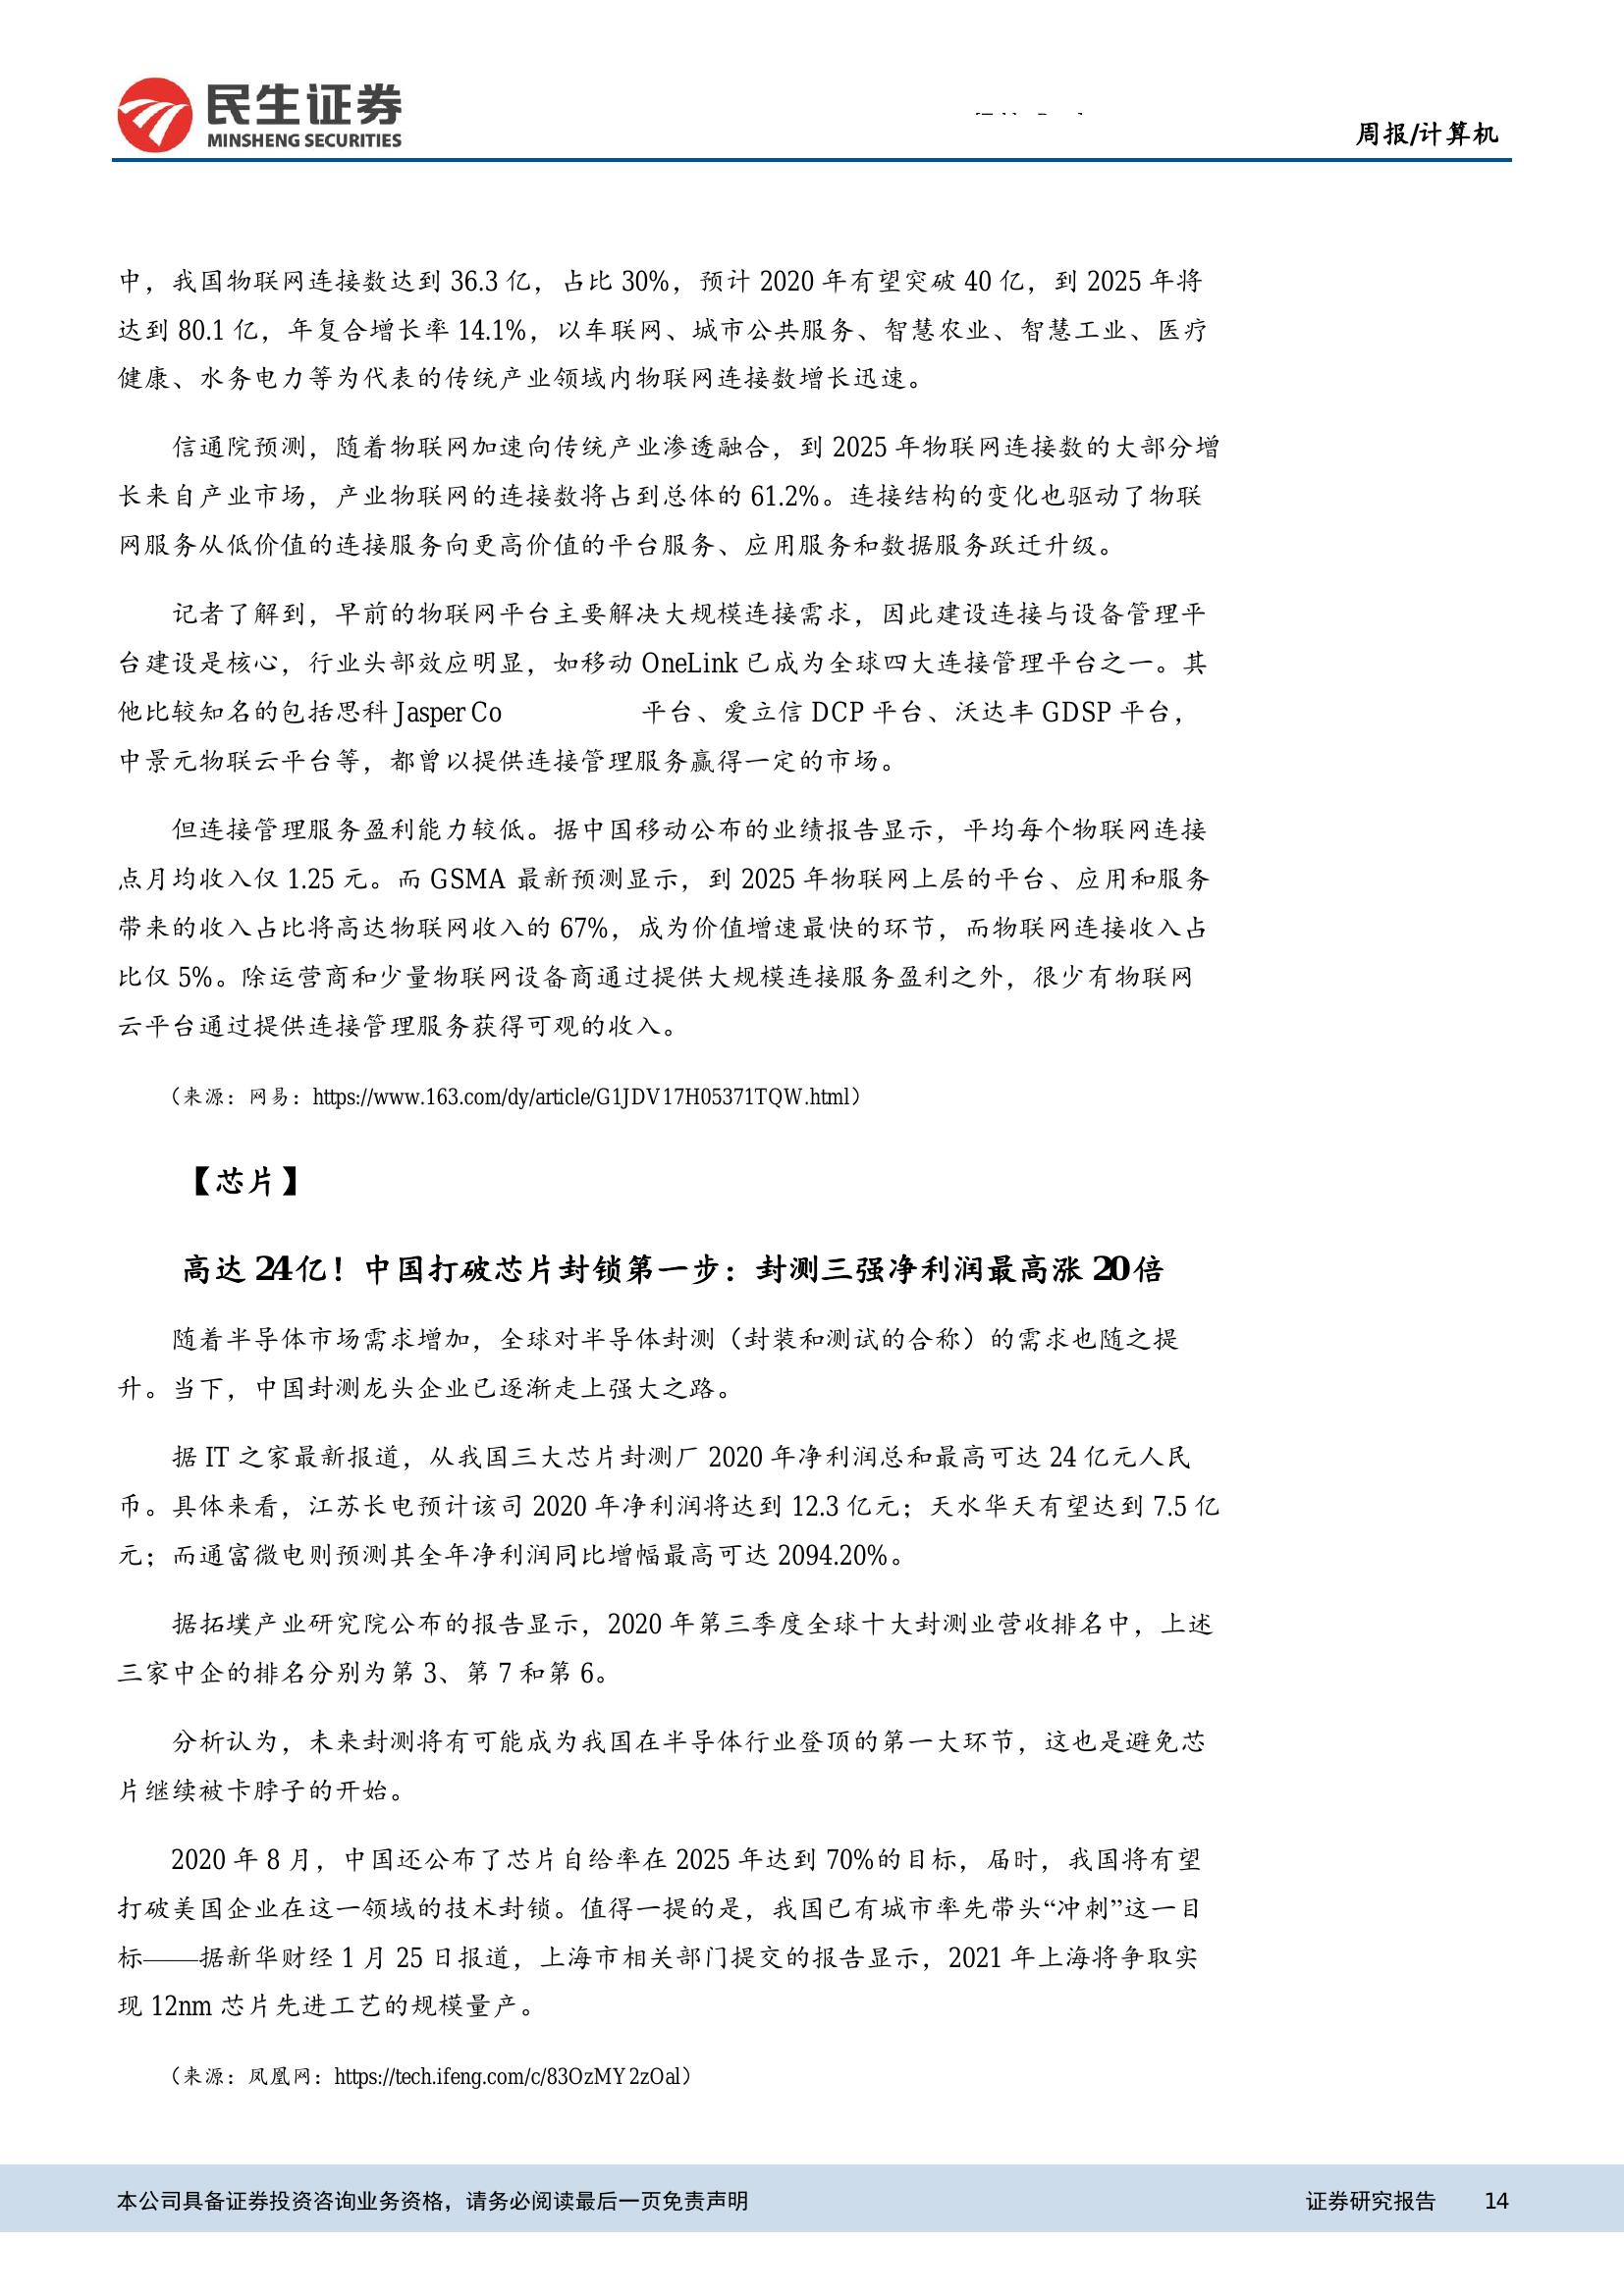 民生证券
MINSHENG SECURITIES
周报/计算机
中，我国物联网连接数达到 36.3 亿，占比 30%，预计 2020 年有望突破 40 亿，到 2025 年将
达到 80.1 亿，年复合增长率 14.1%，以车联网、城市公共服务、智慧农业、智慧工业、医疗
健康、水务电力等为代表的传统产业领域内物联网连接数增长迅速。
信通院预测，随着物联网加速向传统产业渗透融合，到 2025 年物联网连接数的大部分增
长来自产业市场，产业物联网的连接数将占到总体的 61.2%。连接结构的变化也驱动了物联
网服务从低价值的连接服务向更高价值的平台服务、应用服务和数据服务跃迁升级。
记者了解到，早前的物联网平台主要解决大规模连接需求，因此建设连接与设备管理平
台建设是核心，行业头部效应明显，如移动 OneLink 已成为全球四大连接管理平台之一。其
他比较知名的包括思科 Jasper Co 平台、爱立信 DCP 平台、沃达丰 GDSP 平台，
中景元物联云平台等，都曾以提供连接管理服务赢得一定的市场。
但连接管理服务盈利能力较低。据中国移动公布的业绩报告显示，平均每个物联网连接
点月均收入仅 1.25 元。而 GSMA 最新预测显示，到 2025 年物联网上层的平台、应用和服务
带来的收入占比将高达物联网收入的 67%，成为价值增速最快的环节，而物联网连接收入占
比仅 5%。除运营商和少量物联网设备商通过提供大规模连接服务盈利之外，很少有物联网
云平台通过提供连接管理服务获得可观的收入。
（来源：网易：https://www.163.com/dy/article/G1JDV17H05371TQW.html）
【芯片】
高达 24 亿！中国打破芯片封锁第一步：封测三强净利润最高涨 20 倍
随着半导体市场需求增加，全球对半导体封测（封装和测试的合称）的需求也随之提
升。当下，中国封测龙头企业已逐渐走上强大之路。
据 IT 之家最新报道，从我国三大芯片封测厂 2020 年净利润总和最高可达 24 亿元人民
币。具体来看，江苏长电预计该司 2020 年净利润将达到 12.3 亿元；天水华天有望达到 7.5 亿
元；而通富微电则预测其全年净利润同比增幅最高可达 2094.20%。
据拓墣产业研究院公布的报告显示，2020 年第三季度全球十大封测业营收排名中，上述
三家中企的排名分别为第 3、第 7 和第 6。
分析认为，未来封测将有可能成为我国在半导体行业登顶的第一大环节，这也是避免芯
片继续被卡脖子的开始。
2020 年 8 月，中国还公布了芯片自给率在 2025 年达到 70%的目标，届时，我国将有望
打破美国企业在这一领域的技术封锁。值得一提的是，我国已有城市率先带头“冲刺”这一目
标——据新华财经 1 月 25 日报道，上海市相关部门提交的报告显示，2021 年上海将争取实
现 12nm 芯片先进工艺的规模量产。
（来源：凤凰网：https://tech.ifeng.com/c/83OzMY2zOal）
本公司具备证券投资咨询业务资格，请务必阅读最后一页免责声明
证券研究报告 14